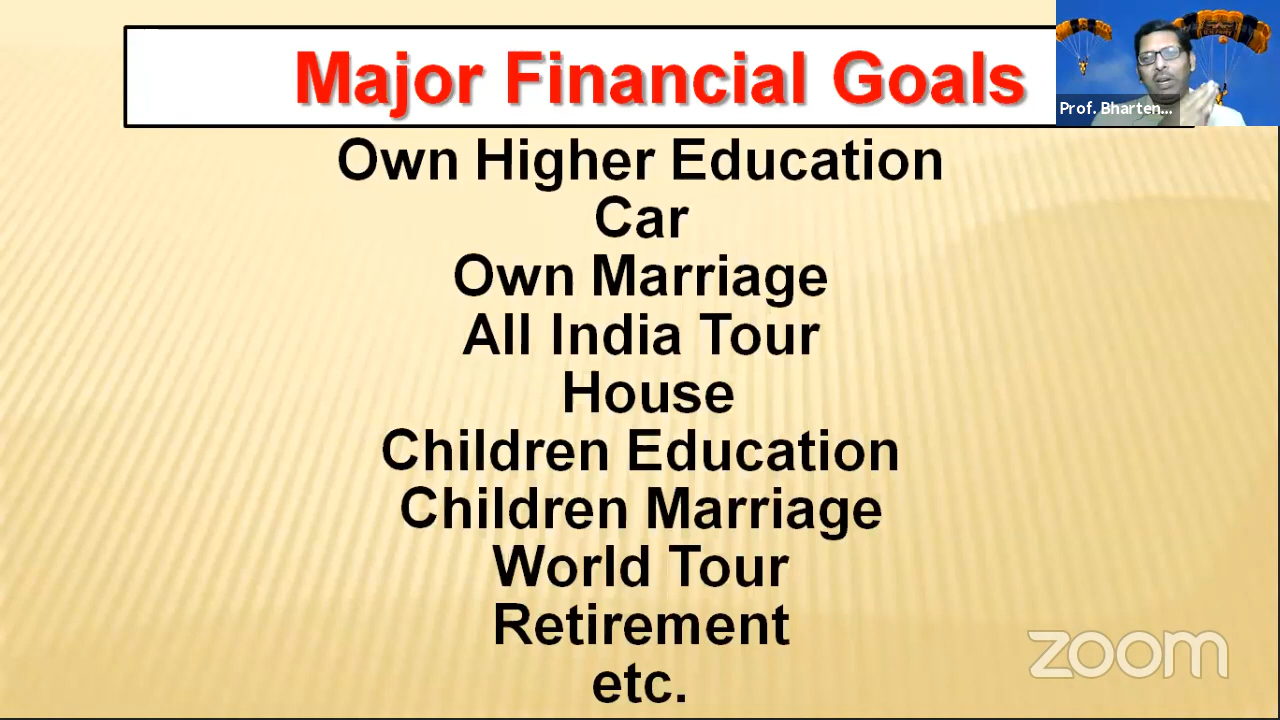 Major Financial Goals
Prof. Bharten...
Own Higher Education
Car
Own Marriage
All India Tour
House
Children Education
Children Marriage
World Tour
Retirement
etc.
zoom